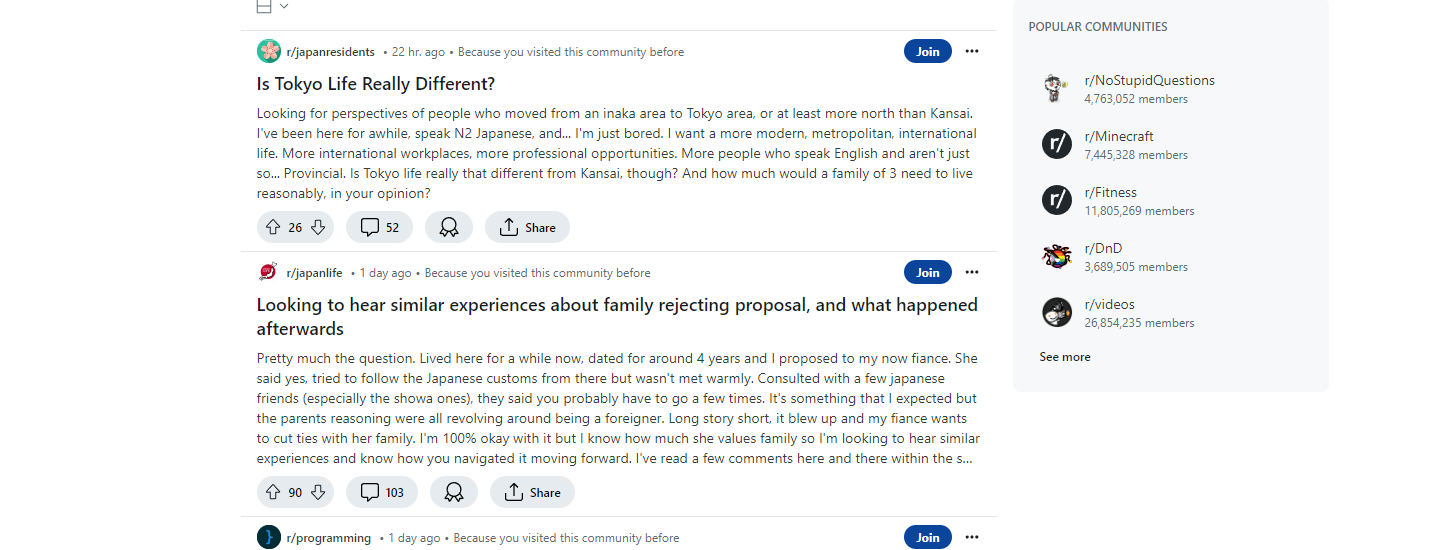 r/japanresidents • 22 hr. ago • Because you visited this community before
Join
Is Tokyo Life Really Different?
Looking for perspectives of people who moved from an inaka area to Tokyo area, or at least more north than Kansai.
I've been here for awhile, speak N2 Japanese, and... I'm just bored. I want a more modern, metropolitan, international
life. More international workplaces, more professional opportunities. More people who speak English and aren't just
so... Provincial. Is Tokyo life really that different from Kansai, though? And how much would a family of 3 need to live
reasonably, in your opinion?
26 52 Share
r/japanlife • 1 day ago • Because you visited this community before
Join
Looking to hear similar experiences about family rejecting proposal, and what happened
afterwards
Pretty much the question. Lived here for a while now, dated for around 4 years and I proposed to my now fiance. She
said yes, tried to follow the Japanese customs from there but wasn't met warmly. Consulted with a few japanese
friends (especially the showa ones), they said you probably have to go a few times. It's something that I expected but
the parents reasoning were all revolving around being a foreigner. Long story short, it blew up and my fiance wants
to cut ties with her family. I'm 100% okay with it but I know how much she values family so I'm looking to hear similar
experiences and know how you navigated it moving forward. I've read a few comments here and there within the s...
90 103 Share
r/programming • 1 day ago • Because you visited this community before
Join
POPULAR COMMUNITIES
r/NoStupidQuestions
4,763,052 members
r/
r/Minecraft
7,445,328 members
r/
r/Fitness
11,805,269 members
r/DnD
3,689,505 members
r/videos
26,854,235 members
See more